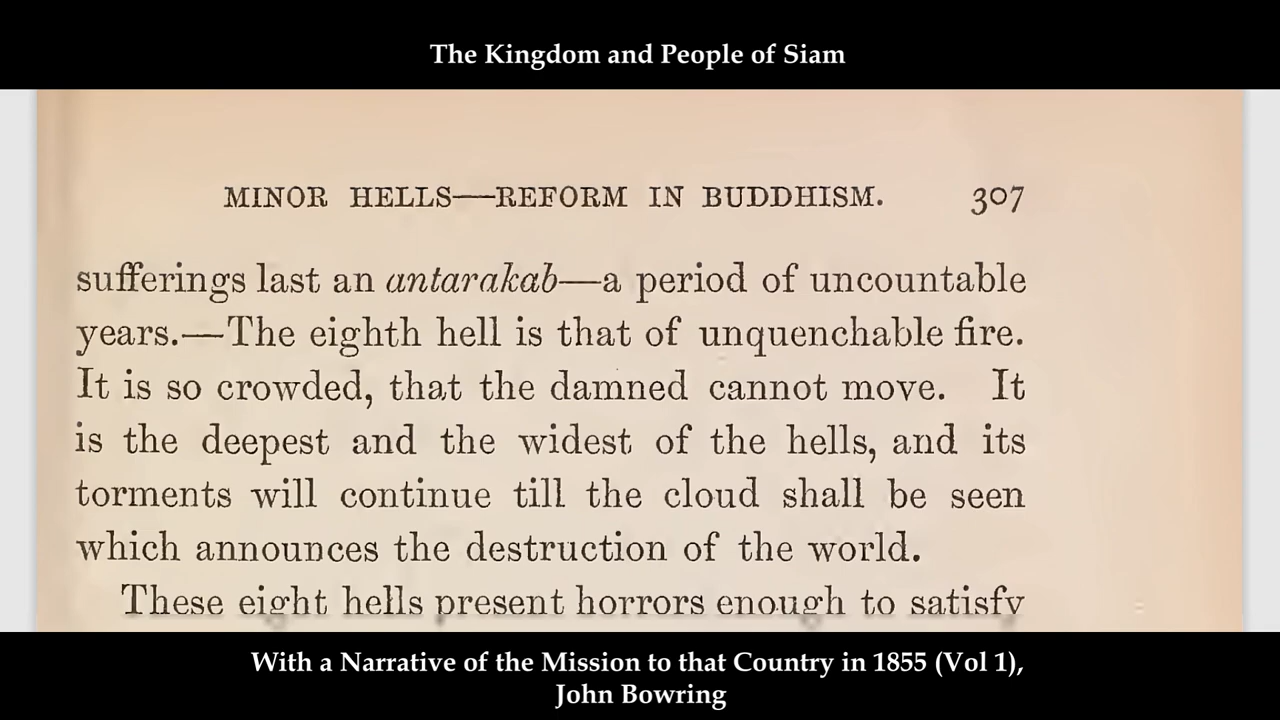 The Kingdom and People of Siam
MINOR HELLS—REFORM IN BUDDHISM. 307
sufferings last an antarakab—a period of uncountable
years.—The eighth hell is that of unquenchable fire.
It is so crowded, that the damned cannot move. It
is the deepest and the widest of the hells, and its
torments will continue till the cloud shall be seen
which announces the destruction of the world.
These eight hells present horrors enough to satisfy
With a Narrative of the Mission to that Country in 1855 (Vol 1),
John Bowring